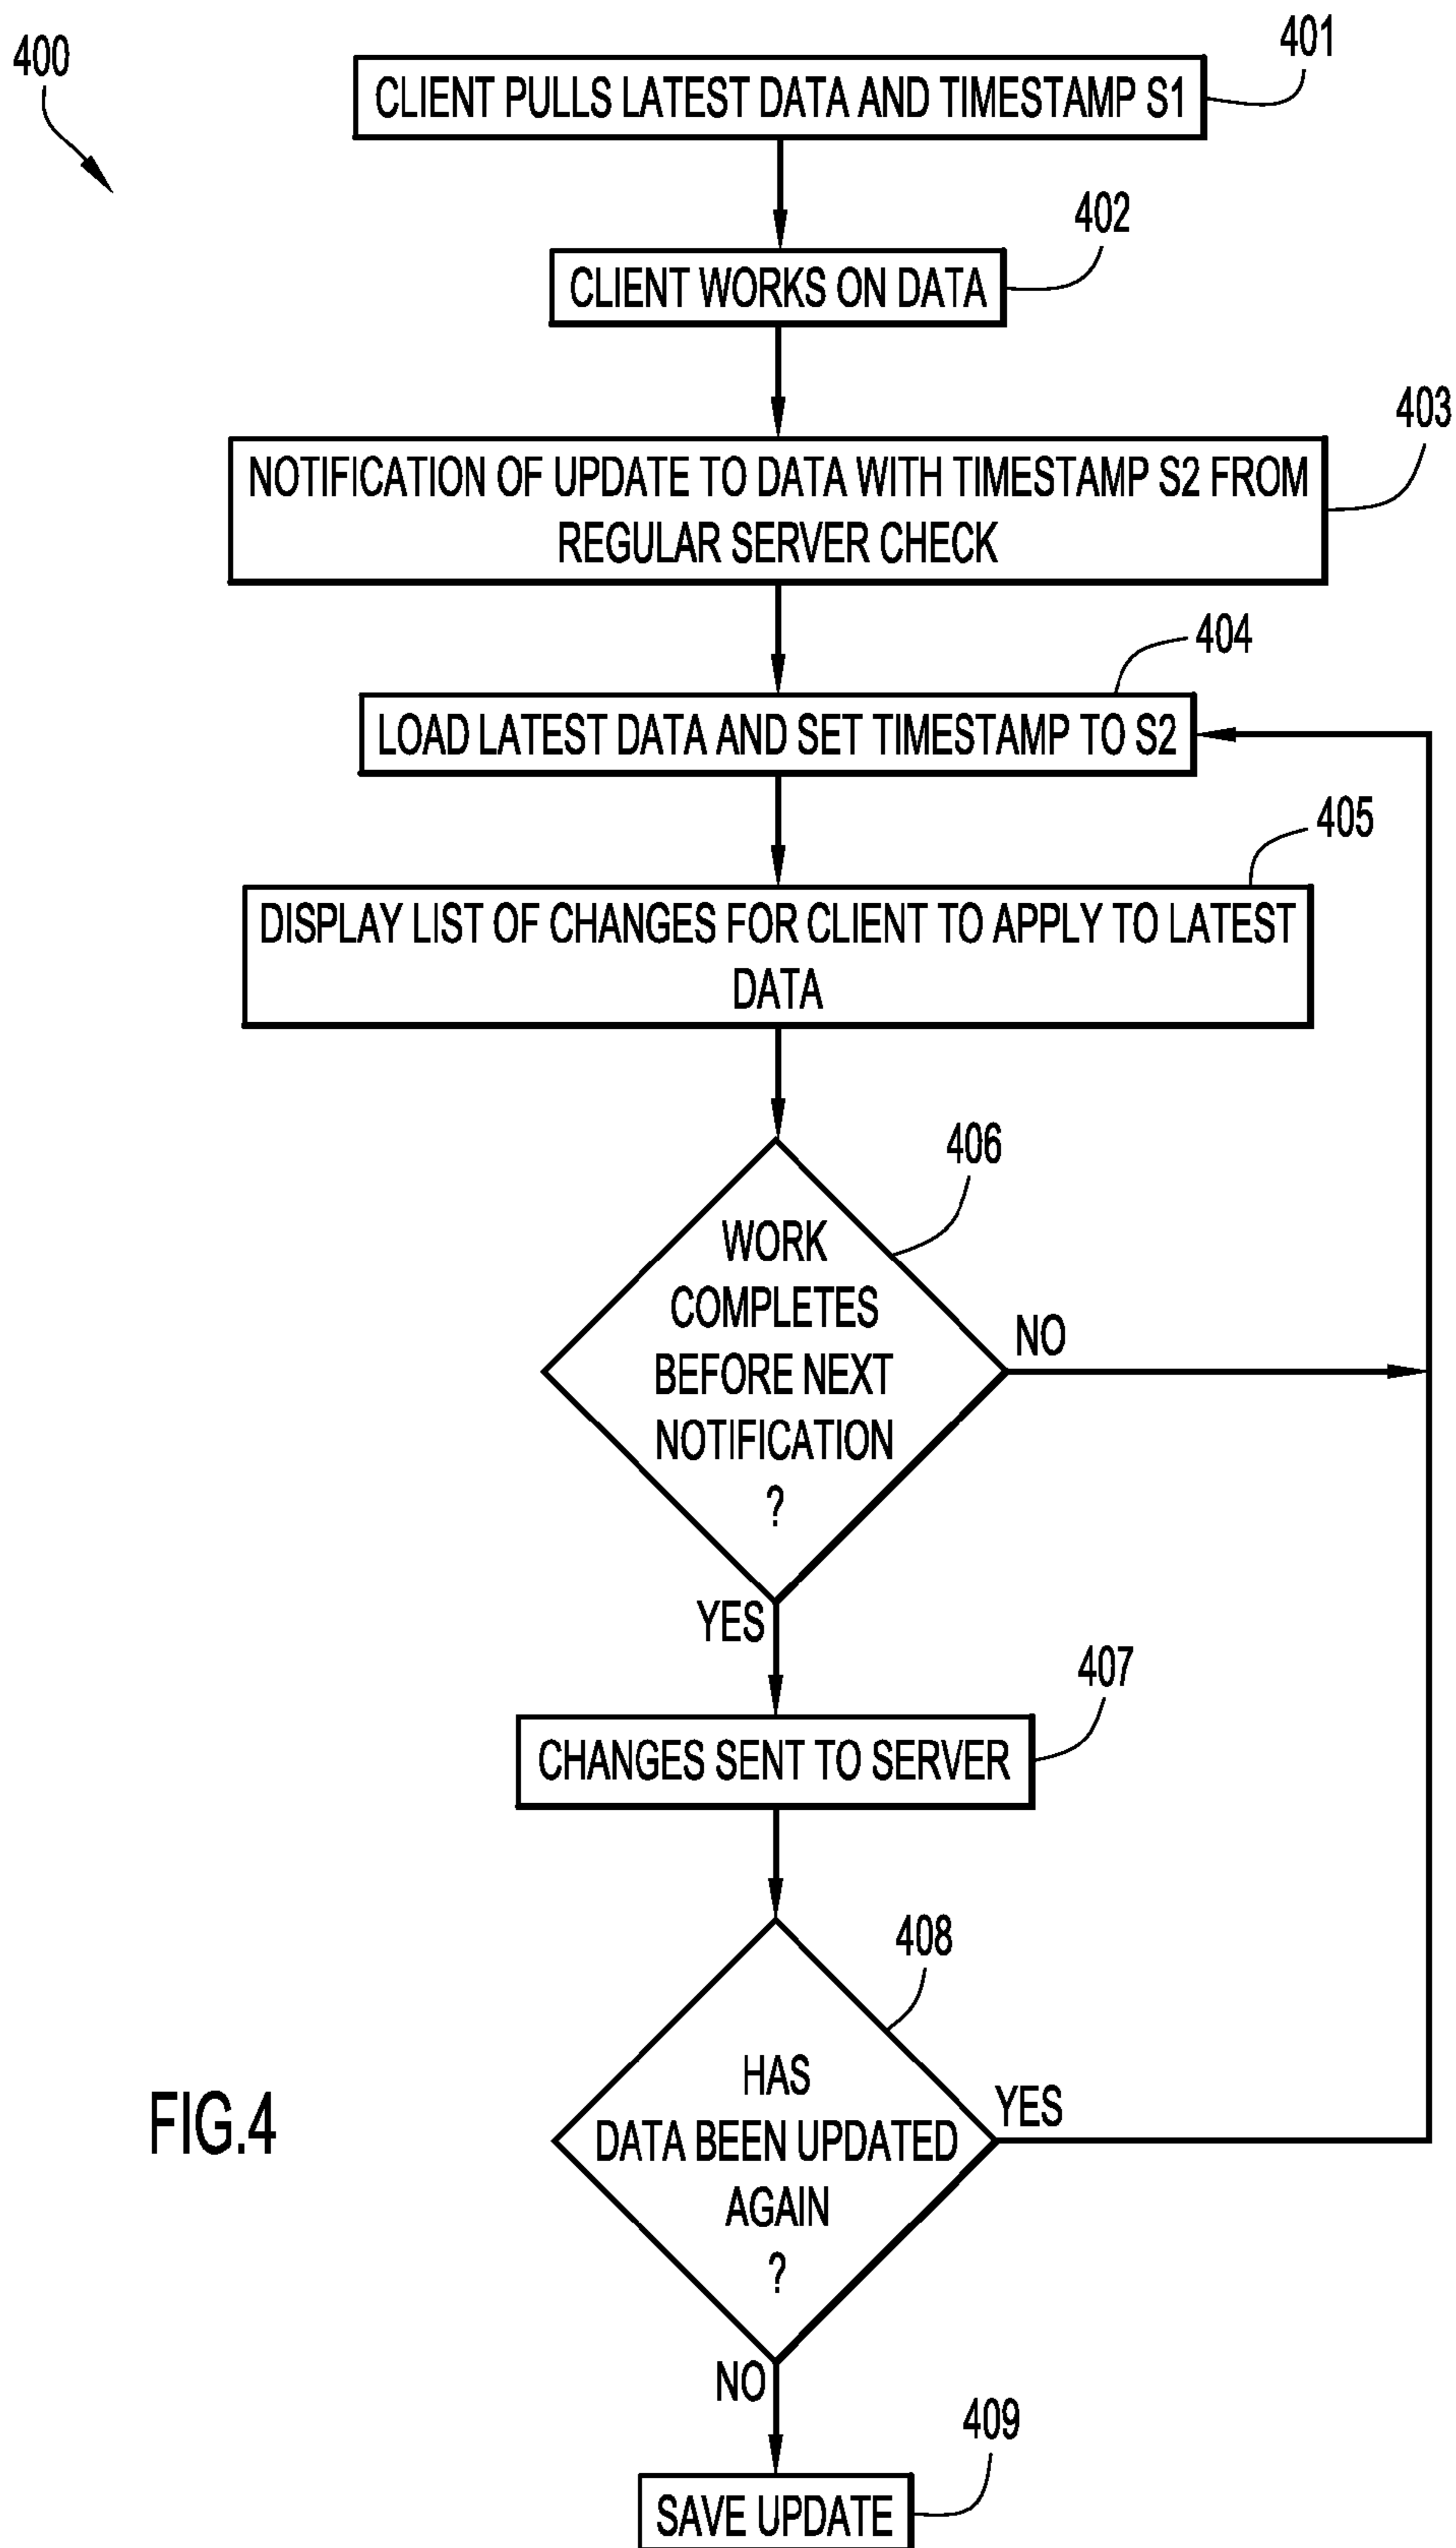 400
401
CLIENT PULLS LATEST DATA AND TIMESTAMP S1
402
CLIENT WORKS ON DATA
403
NOTIFICATION OF UPDATE TO DATA WITH TIMESTAMP S2 FROM
REGULAR SERVER CHECK
404
LOAD LATEST DATA AND SET TIMESTAMP TO S2
405
DISPLAY LIST OF CHANGES FOR CLIENT TO APPLY TO LATEST
DATA
406
WORK
COMPLETES
BEFORE NEXT
NOTIFICATION
?
NO
YES
407
CHANGES SENT TO SERVER
408
HAS
DATA BEEN UPDATED
AGAIN
?
YES
FIG.4
NO
409
SAVE UPDATE